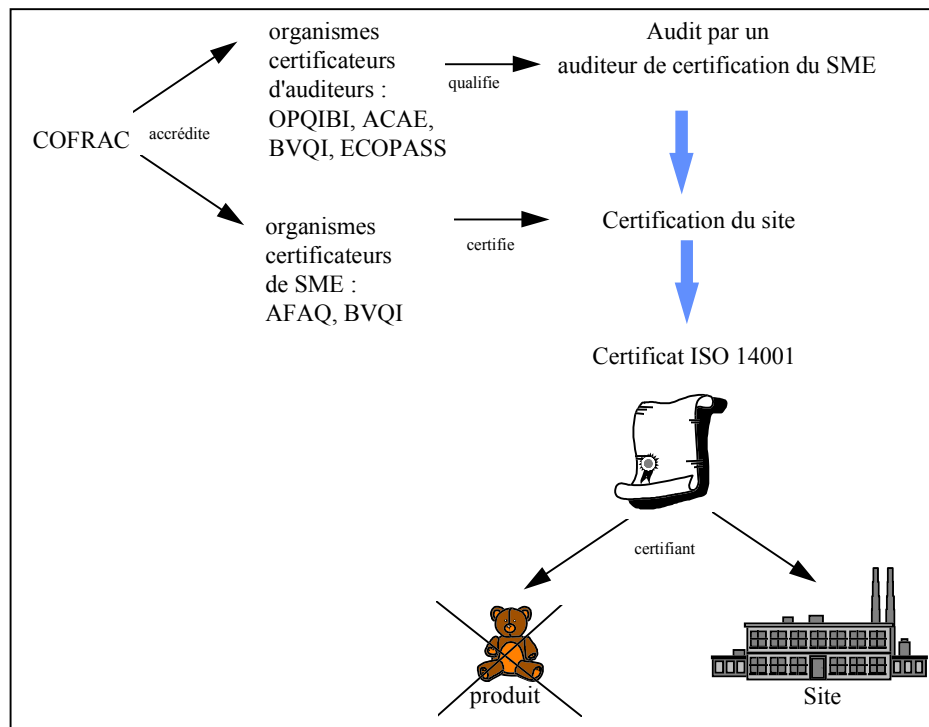 organismes
certificateurs
d'auditeurs :
OPQIBI, ACAE,
BVQI, ECOPASS
Audit par un
auditeur de certification du SME
qualifie
COFRAC
accrédite
organismes
certificateurs
de SME :
AFAQ, BVQI
certifie
Certification du site
Certificat ISO 14001
certifiant
produit
Site